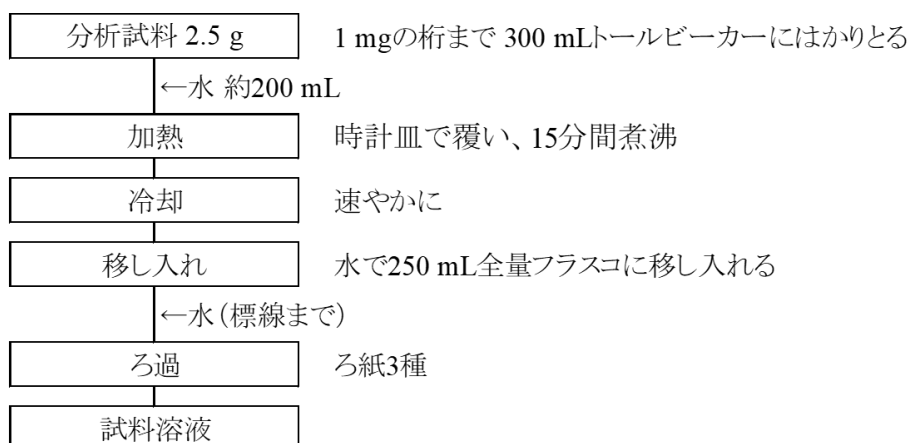 分析試料 2.5 g 1 mgの桁まで 300 mLトールビーカーにはかりとる
←水 約200 mL
加熱 時計皿で覆い、15分間煮沸
冷却 速やかに
移し入れ 水で250 mL全量フラスコに移し入れる
←水（標線まで）
ろ過 ろ紙3種
試料溶液